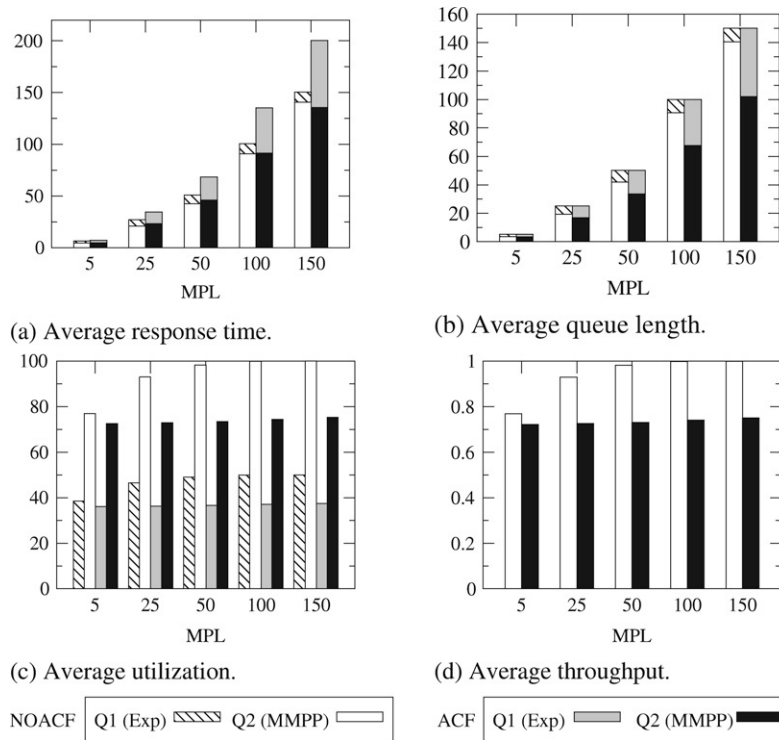 200
150
100
50
0
5 25 50 100 150
MPL
(a) Average response time.
160
140
120
100
80
60
40
20
0
5 25 50 100 150
MPL
(b) Average queue length.
100
80
60
40
20
0
5 25 50 100 150
MPL
(c) Average utilization.
1
0.8
0.6
0.4
0.2
0
5 25 50 100 150
MPL
(d) Average throughput.
NOACF Q1 (Exp) Q2 (MMPP)
ACF Q1 (Exp) Q2 (MMPP)